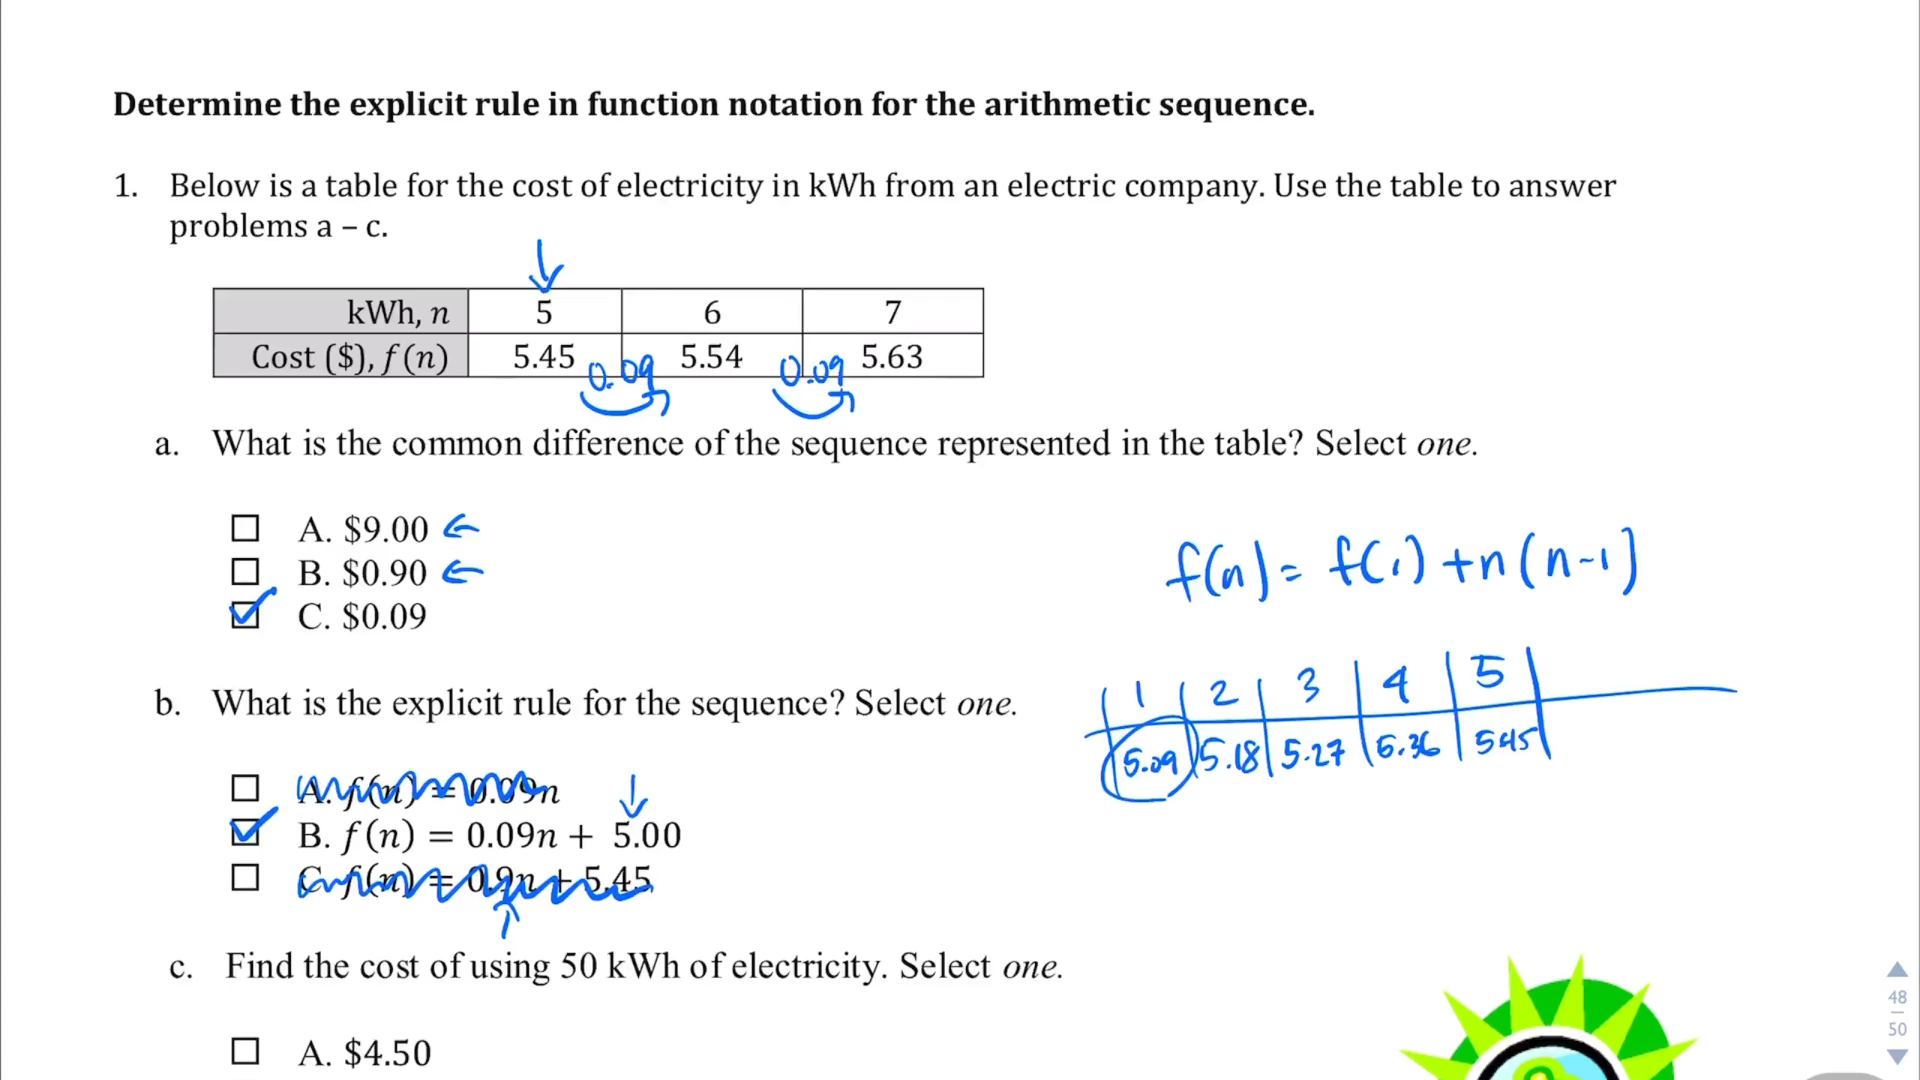 Determine the explicit rule in function notation for the arithmetic sequence.
1. Below is a table for the cost of electricity in kWh from an electric company. Use the table to answer
problems a – c.
kWh, n 5 6 7
Cost ($), f(n) 5.45 5.54 5.63
0.09 0.09
a. What is the common difference of the sequence represented in the table? Select one.
A. $9.00
B. $0.90
C. $0.09
f(n) = f(1) + n(n-1)
b. What is the explicit rule for the sequence? Select one.
1 2 3 4 5
5.09 5.18 5.27 5.36 5.45
A. f(n) = 0.09n
B. f(n) = 0.09n + 5.00
C. f(n) = 0.9n + 5.45
c. Find the cost of using 50 kWh of electricity. Select one.
A. $4.50
48
50